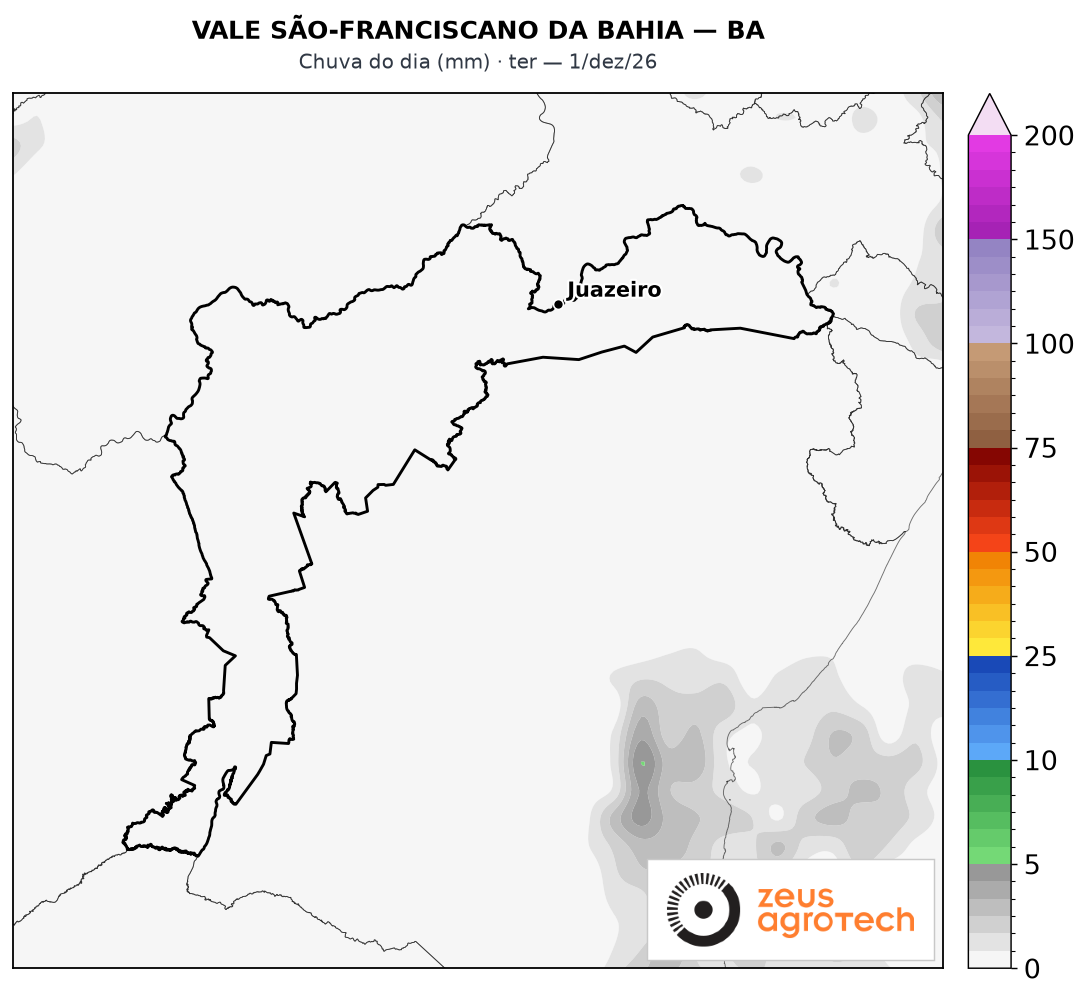 VALE SÃO-FRANCISCANO DA BAHIA — BA
Chuva do dia (mm) · ter — 1/dez/26
Juazeiro
200
150
100
75
50
25
10
5
0
zeus
agrotech